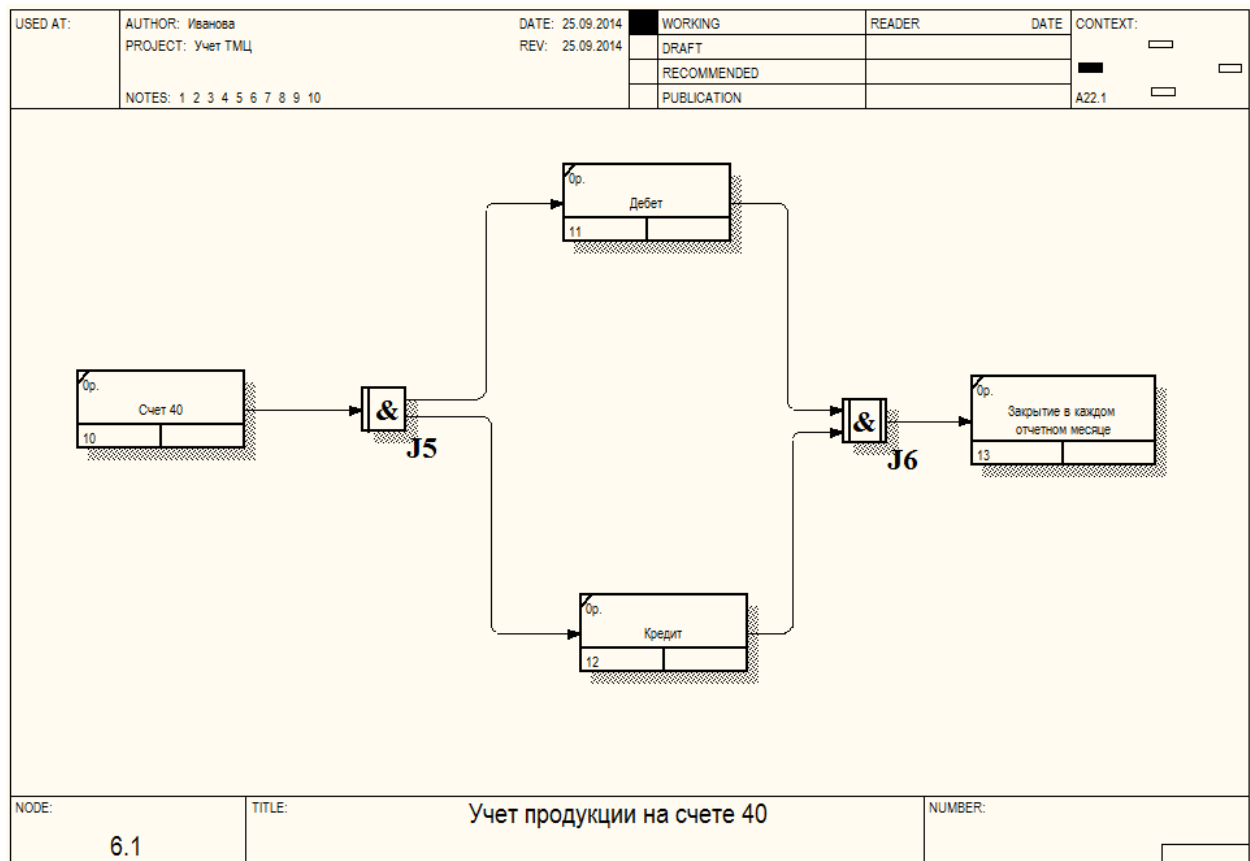 USED AT:
AUTHOR: Иванова
DATE: 25.09.2014
PROJECT: Учет ТМЦ
REV: 25.09.2014
NOTES: 1 2 3 4 5 6 7 8 9 10
WORKING
DRAFT
RECOMMENDED
PUBLICATION
READER DATE
CONTEXT:
A22.1
0р.
Дебет
11
0р.
Счет 40
10
&
J5
&
J6
0р.
Закрытие в каждом
отчетном месяце
13
0р.
Кредит
12
NODE:
6.1
TITLE:
Учет продукции на счете 40
NUMBER: